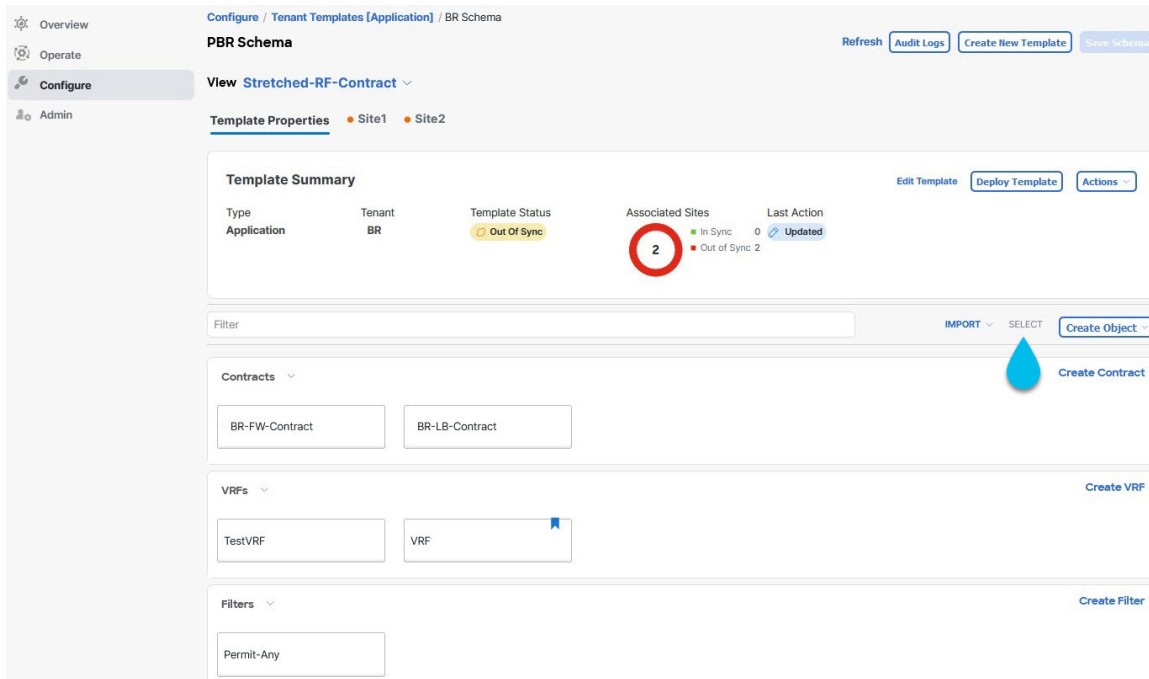 Overview
Operate
Configure
Admin
Configure / Tenant Templates [Application] / BR Schema
PBR Schema
Refresh Audit Logs Create New Template Save Schema
View Stretched-RF-Contract
Template Properties Site1 Site2
Template Summary
Edit Template Deploy Template Actions
Type Tenant Template Status Associated Sites Last Action
Application BR Out Of Sync 2 In Sync 0 Updated
Out of Sync 2
Filter IMPORT SELECT Create Object
Contracts Create Contract
BR-FW-Contract BR-LB-Contract
VRFs Create VRF
TestVRF VRF
Filters Create Filter
Permit-Any